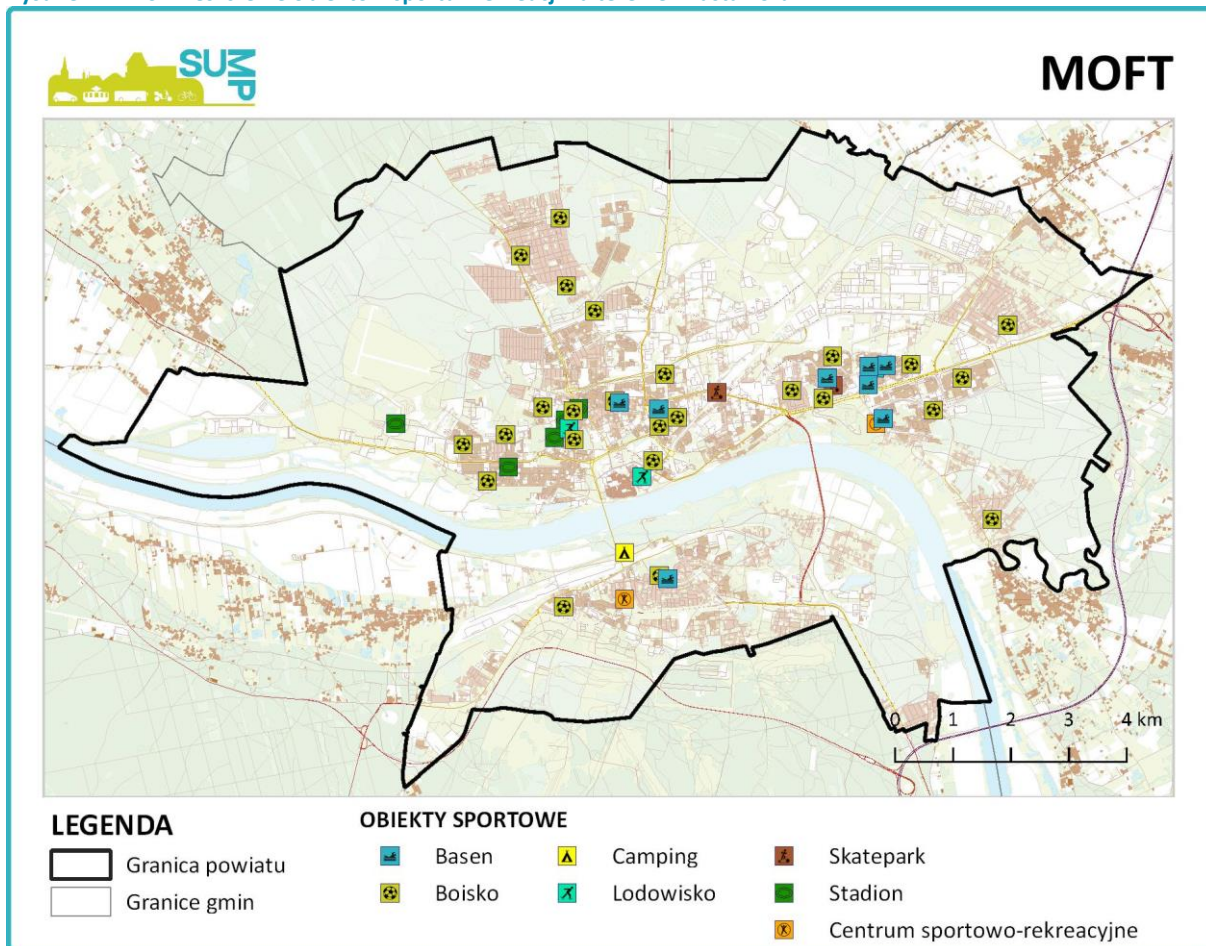 SUMP
MOFT
0 1 2 3 4 km
LEGENDA
Granica powiatu
Granice gmin
OBIEKTY SPORTOWE
Basen
Boisko
Camping
Lodowisko
Skatepark
Stadion
Centrum sportowo-rekreacyjne